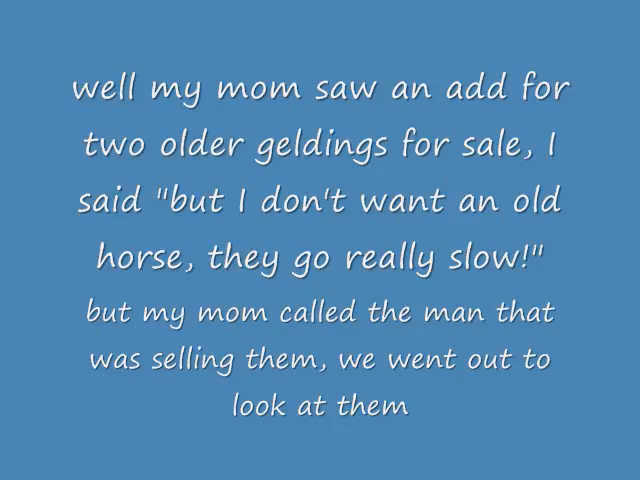 well my mom saw an add for
two older geldings for sale, I
said "but I don't want an old
horse, they go really slow!"
but my mom called the man that
was selling them, we went out to
look at them